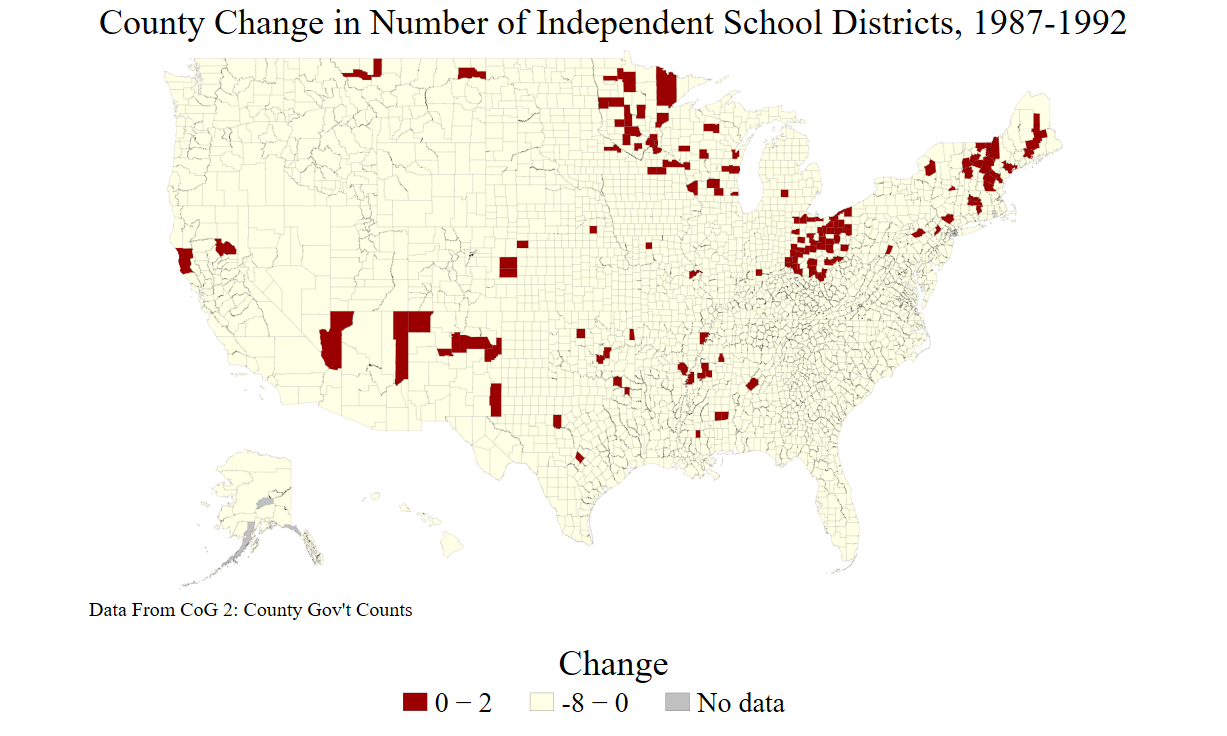 County Change in Number of Independent School Districts, 1987-1992
Data From CoG 2: County Gov't Counts
Change
0 − 2
-8 − 0
No data